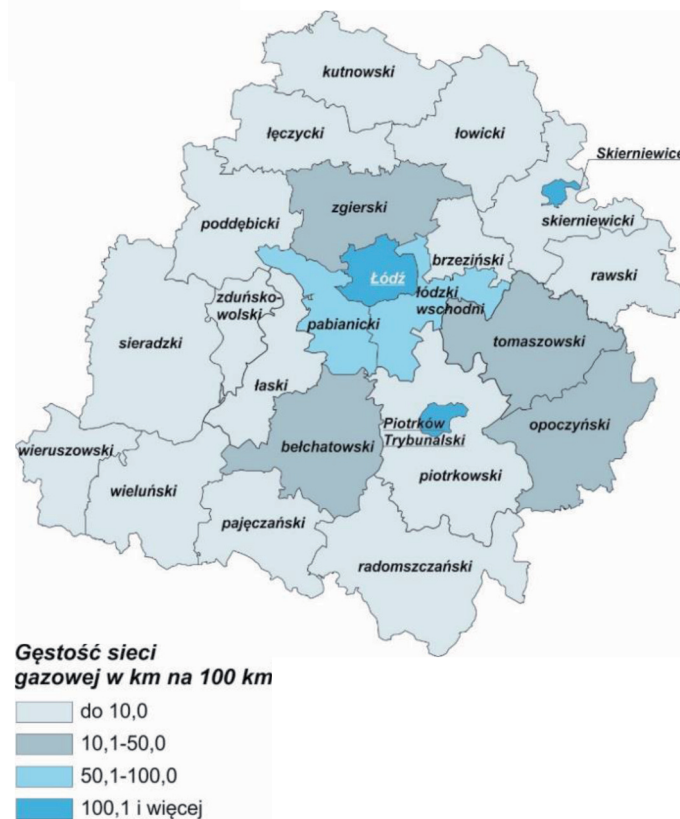 kutnowski
łęczycki
łowicki
Skierniewice
zgierski
poddębicki
skierniewicki
brzeziński
rawski
Łódź
zduńsko-
wolski
łódzki
wschodni
pabianicki
sieradzki
tomaszowski
łaski
Piotrków
Trybunalski
opoczyński
bełchatowski
wieruszowski
piotrkowski
wieluński
pajęczański
radomszczański
Gęstość sieci
gazowej w km na 100 km
do 10,0
10,1-50,0
50,1-100,0
100,1 i więcej